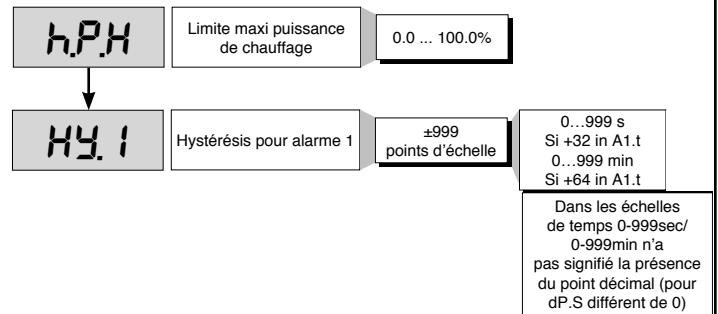 h.P.H
Limite maxi puissance
de chauffage
0.0 ... 100.0%
HY. 1
Hystérésis pour alarme 1
±999
points d’échelle
0…999 s
Si +32 in A1.t
0…999 min
Si +64 in A1.t
Dans les échelles
de temps 0-999sec/
0-999min n'a
pas signifié la présence
du point décimal (pour
dP.S différent de 0)